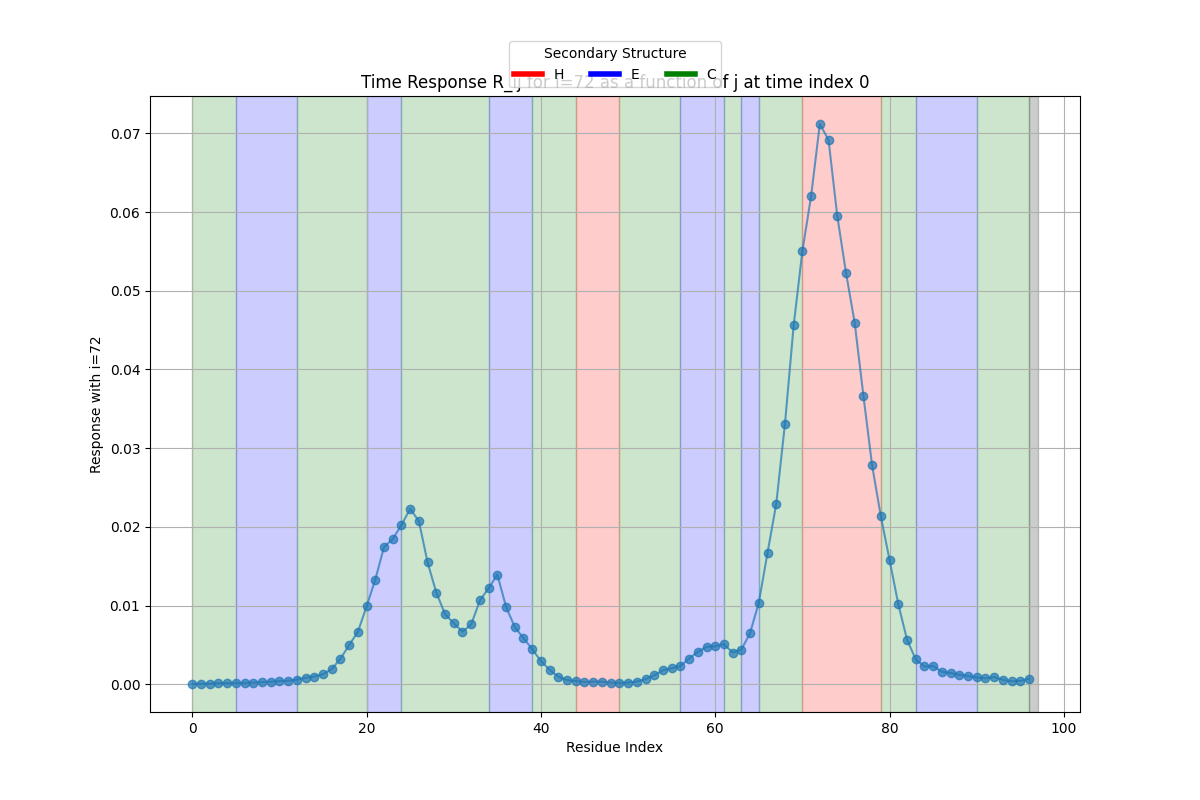 Secondary Structure
H E C
Time Response R_ij for i=72 as a function of j at time index 0
0.07
0.06
0.05
0.04
0.03
0.02
0.01
0.00
Response with i=72
0 20 40 60 80 100
Residue Index